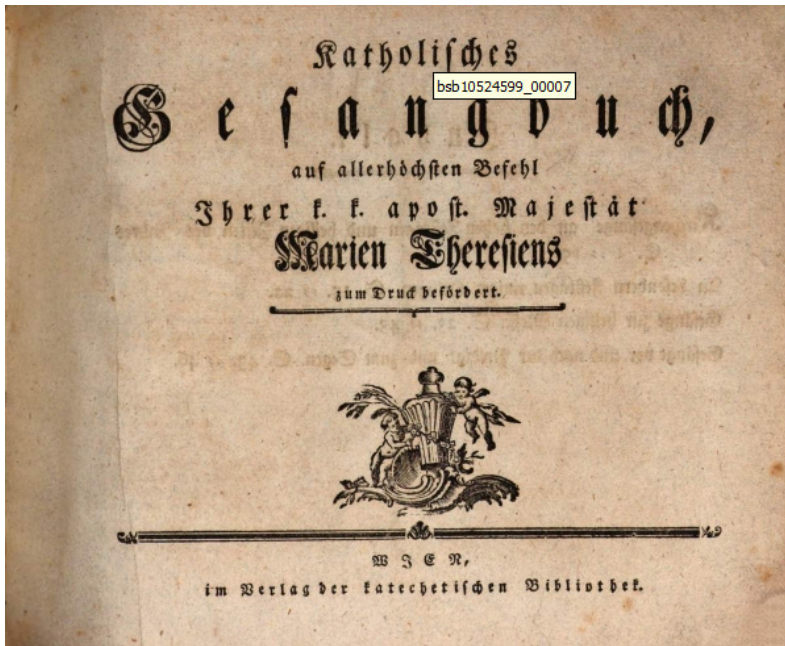 Katholisches
bsb10524599_00007
Gesangbuch,
auf allerhöchsten Befehl
Ihrer k. k. apost. Majestät
Marien Theresiens
zum Druck befördert.
WIEN,
im Verlag der katechetischen Bibliothek.